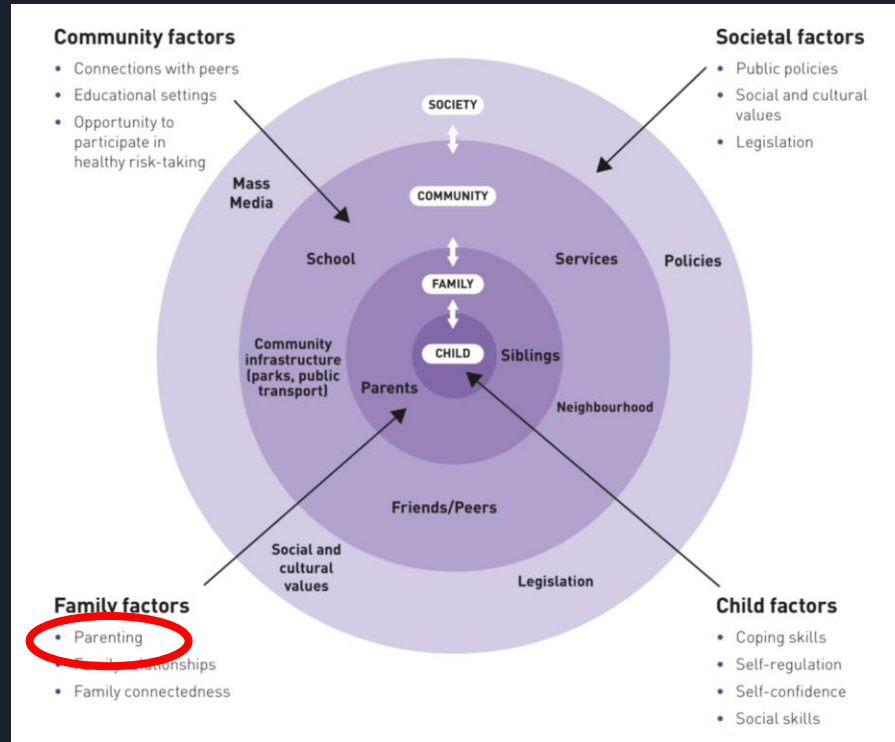 Community factors
• Connections with peers
• Educational settings
• Opportunity to
participate in
healthy risk-taking
Societal factors
• Public policies
• Social and cultural
values
• Legislation
SOCIETY
Mass
Media
COMMUNITY
School
Services
Policies
FAMILY
Community
infrastructure
(parks, public
transport)
CHILD
Siblings
Parents
Neighbourhood
Friends/Peers
Social and
cultural
values
Legislation
Family factors
• Parenting
• Family relationships
• Family connectedness
Child factors
• Coping skills
• Self-regulation
• Self-confidence
• Social skills